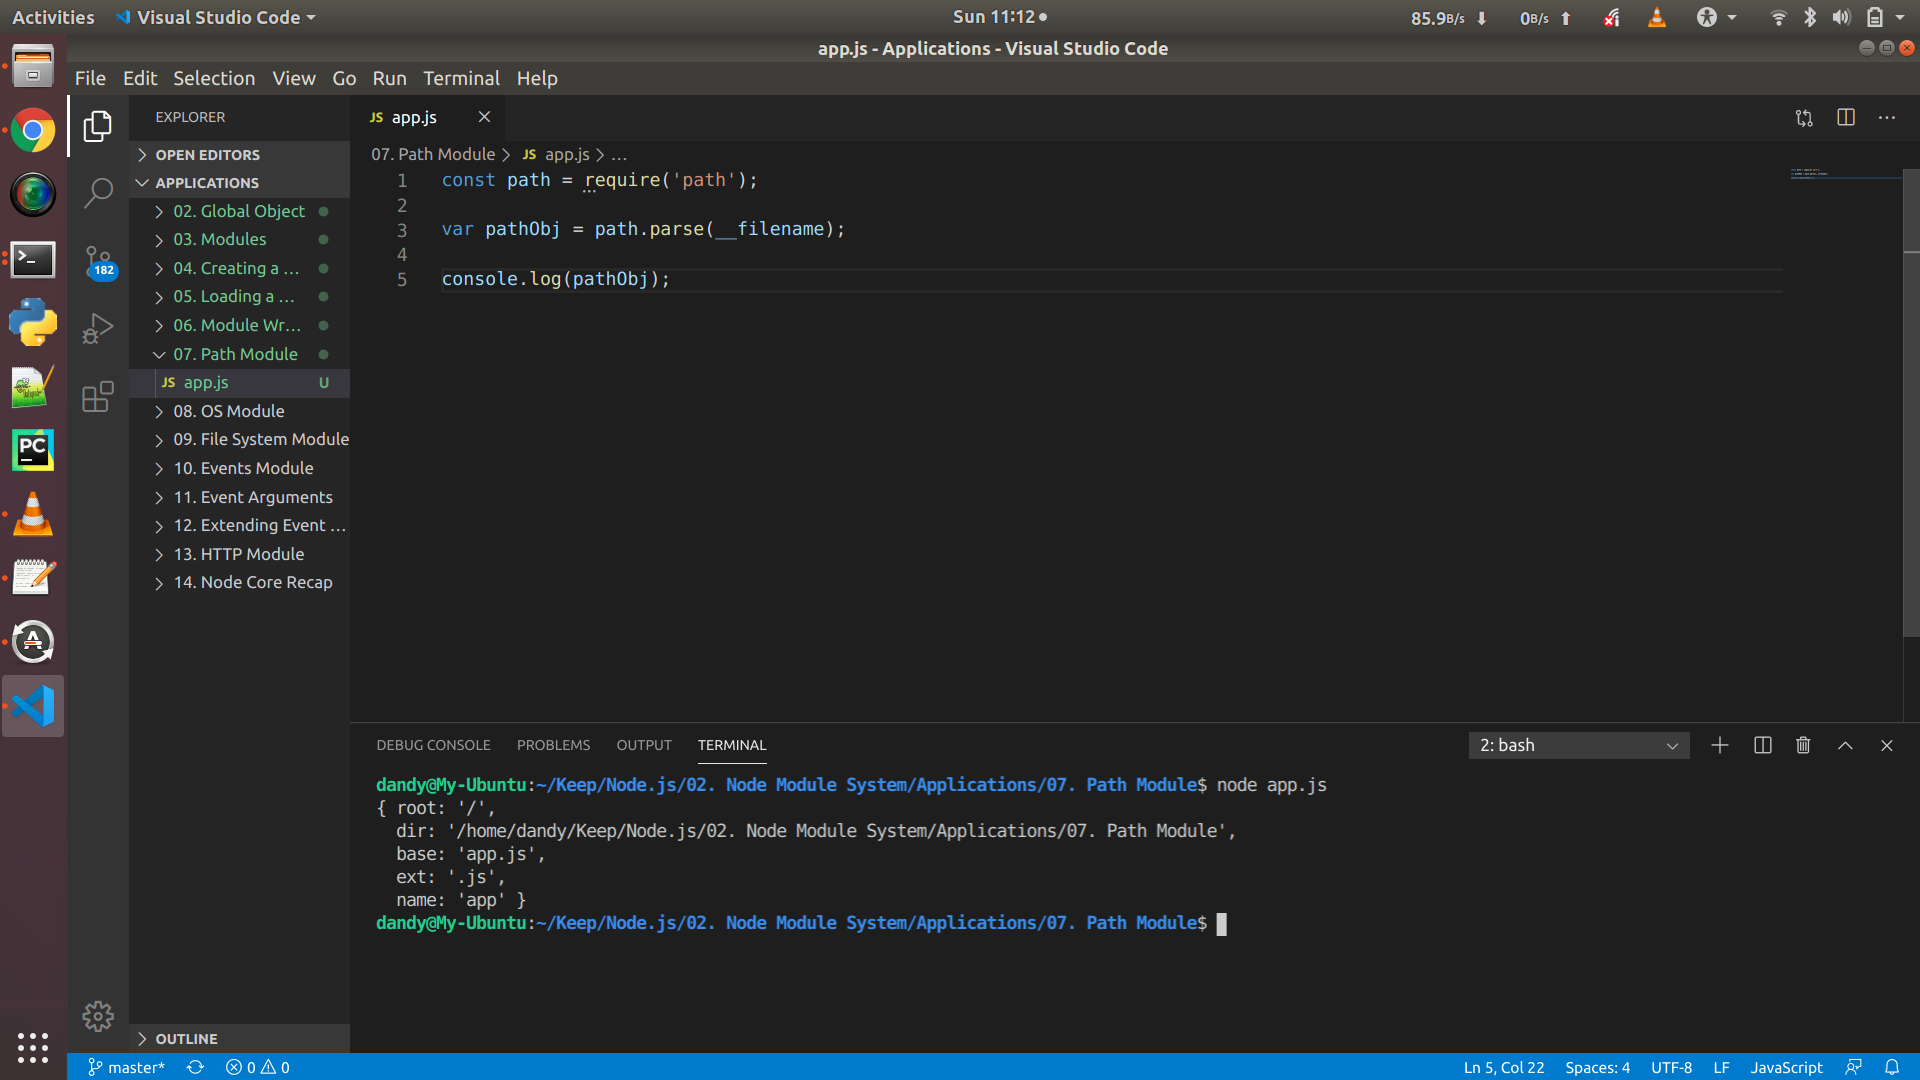 Activities Visual Studio Code Sun 11:12 85.9B/s 0B/s
app.js - Applications - Visual Studio Code
File Edit Selection View Go Run Terminal Help
EXPLORER
OPEN EDITORS
APPLICATIONS
02. Global Object
03. Modules
04. Creating a ...
05. Loading a ...
06. Module Wr...
07. Path Module
JS app.js U
08. OS Module
09. File System Module
10. Events Module
11. Event Arguments
12. Extending Event ...
13. HTTP Module
14. Node Core Recap
OUTLINE
182
PC
JS app.js
07. Path Module > JS app.js > ...
1 const path = require('path');
2
3 var pathObj = path.parse(__filename);
4
5 console.log(pathObj);
DEBUG CONSOLE PROBLEMS OUTPUT TERMINAL 2: bash
dandy@My-Ubuntu:~/Keep/Node.js/02. Node Module System/Applications/07. Path Module$ node app.js
{ root: '/',
dir: '/home/dandy/Keep/Node.js/02. Node Module System/Applications/07. Path Module',
base: 'app.js',
ext: '.js',
name: 'app' }
dandy@My-Ubuntu:~/Keep/Node.js/02. Node Module System/Applications/07. Path Module$
master* 0 0 Ln 5, Col 22 Spaces: 4 UTF-8 LF JavaScript